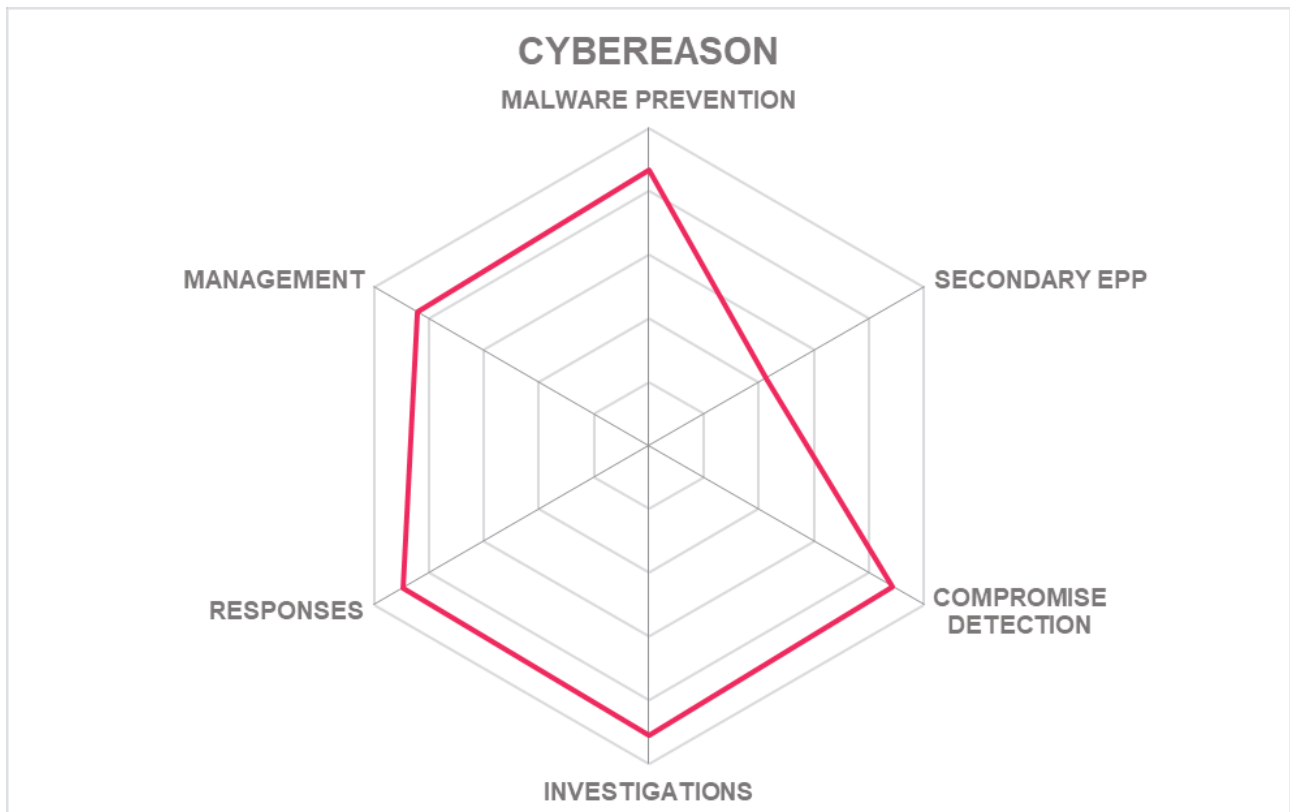 CYBEREASON
MALWARE PREVENTION
MANAGEMENT
SECONDARY EPP
RESPONSES
COMPROMISE
DETECTION
INVESTIGATIONS